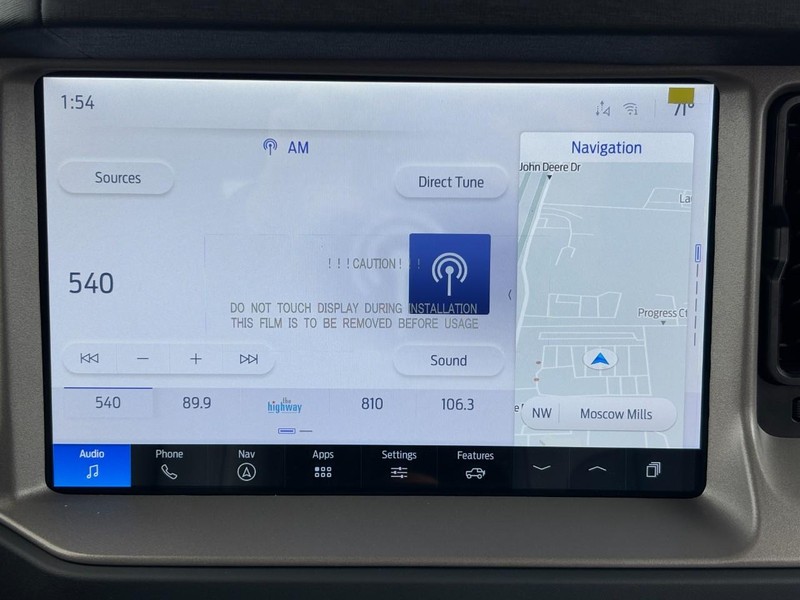 1:54
71°
AM
Navigation
Sources
Direct Tune
John Deere Dr
! ! ! CAUTION ! ! !
540
DO NOT TOUCH DISPLAY DURING INSTALLATION
THIS FILM IS TO BE REMOVED BEFORE USAGE
Progress Ct
Sound
540
89.9
the highway
810
106.3
NW
Moscow Mills
Audio
Phone
Nav
Apps
Settings
Features